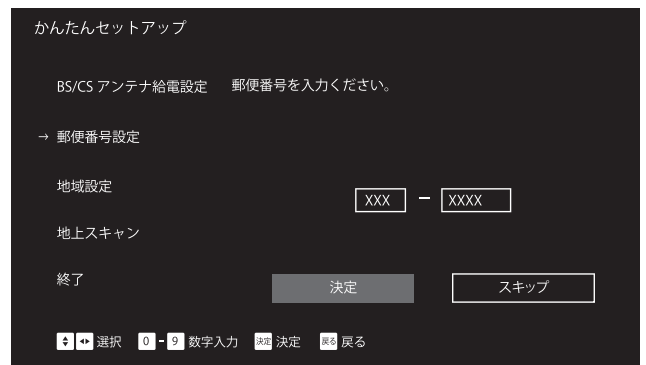 かんたんセットアップ
BS/CS アンテナ給電設定 郵便番号を入力ください。
→ 郵便番号設定
地域設定
XXX - XXXX
地上スキャン
終了 決定 スキップ
選択 0 - 9 数字入力 決定 決定 戻る 戻る